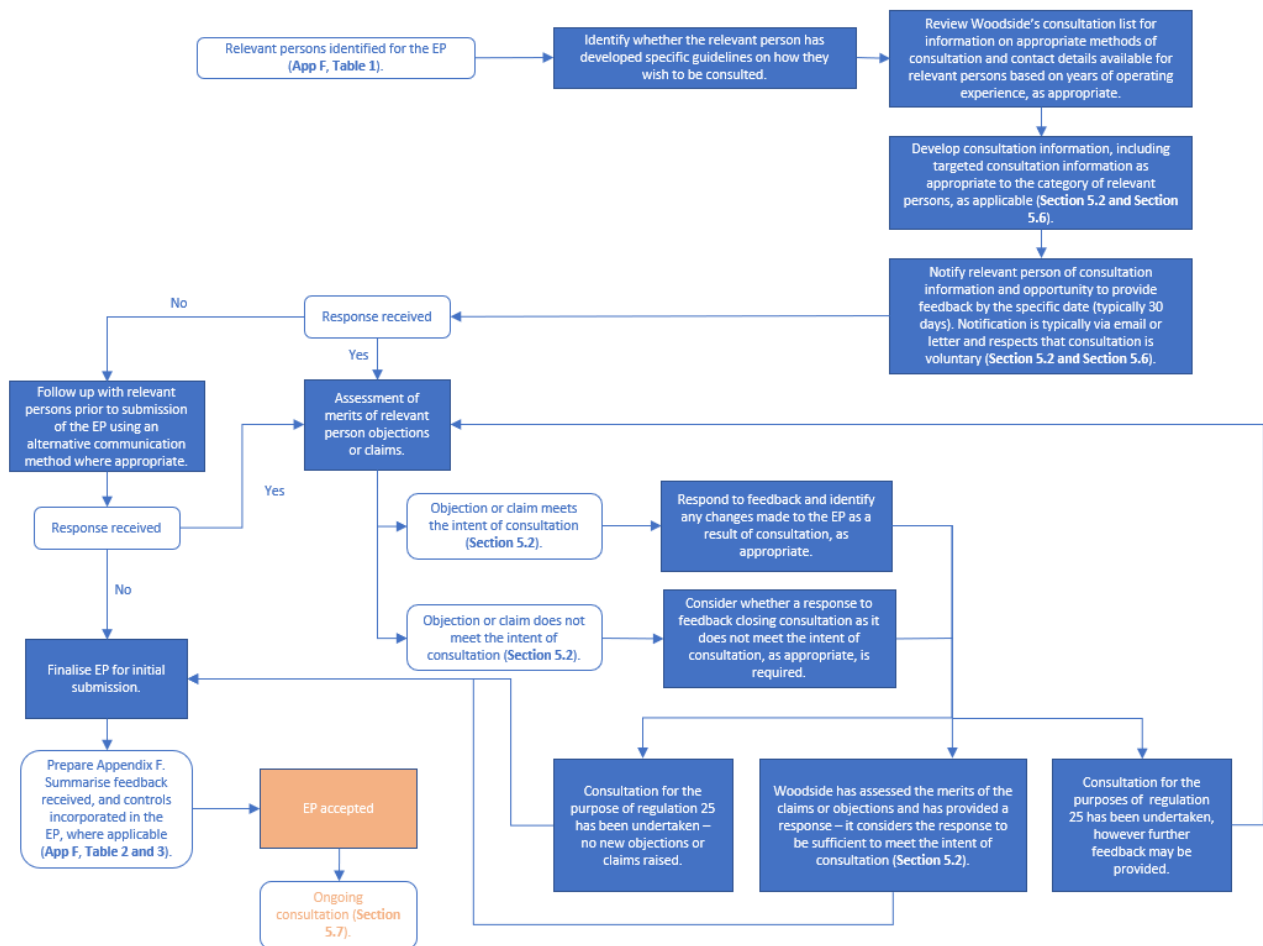 Relevant persons identified for the EP
(App F, Table 1).
Identify whether the relevant person has
developed specific guidelines on how they
wish to be consulted.
Review Woodside’s consultation list for
information on appropriate methods of
consultation and contact details available for
relevant persons based on years of operating
experience, as appropriate.
Develop consultation information, including
targeted consultation information as
appropriate to the category of relevant
persons, as applicable (Section 5.2 and Section
5.6).
Notify relevant person of consultation
information and opportunity to provide
feedback by the specific date (typically 30
days). Notification is typically via email or
letter and respects that consultation is
voluntary (Section 5.2 and Section 5.6).
No
Response received
Yes
Follow up with relevant
persons prior to submission
of the EP using an
alternative communication
method where appropriate.
Assessment of
merits of relevant
person objections
or claims.
Yes
Response received
No
Objection or claim meets
the intent of consultation
(Section 5.2).
Respond to feedback and identify
any changes made to the EP as a
result of consultation, as
appropriate.
Objection or claim does not
meet the intent of
consultation (Section 5.2).
Consider whether a response to
feedback closing consultation as it
does not meet the intent of
consultation, as appropriate, is
required.
Finalise EP for initial
submission.
Prepare Appendix F.
Summarise feedback
received, and controls
incorporated in the
EP, where applicable
(App F, Table 2 and 3).
EP accepted
Ongoing
consultation (Section
5.7).
Consultation for the
purpose of regulation 25
has been undertaken –
no new objections or
claims raised.
Woodside has assessed the merits of the
claims or objections and has provided a
response – it considers the response to
be sufficient to meet the intent of
consultation (Section 5.2).
Consultation for the
purposes of regulation
25 has been undertaken,
however further
feedback may be
provided.